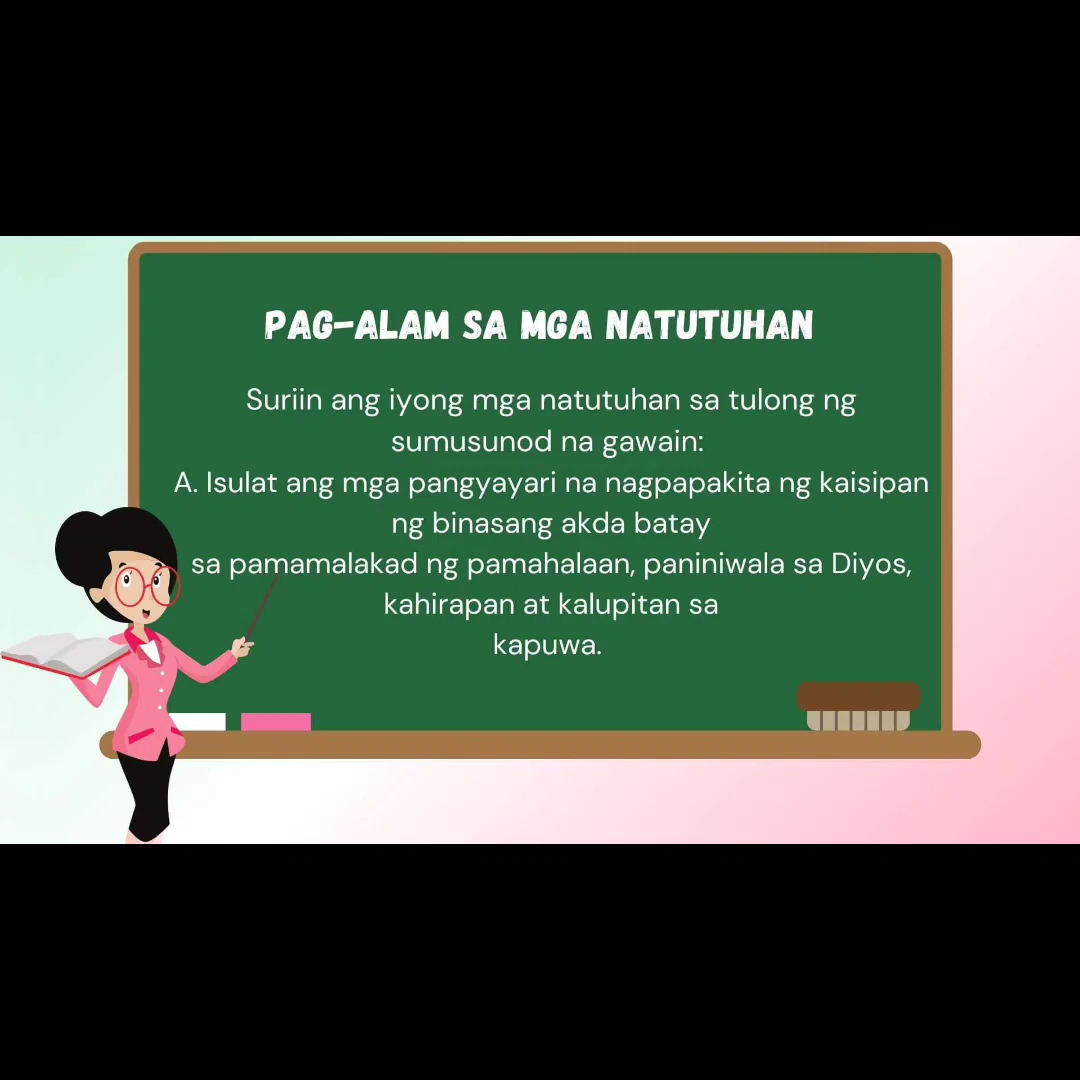 PAG-ALAM SA MGA NATUTUHAN
Suriin ang iyong mga natutuhan sa tulong ng
sumusunod na gawain:
A. Isulat ang mga pangyayari na nagpapakita ng kaisipan
ng binasang akda batay
sa pamamalakad ng pamahalaan, paniniwala sa Diyos,
kahirapan at kalupitan sa
kapuwa.